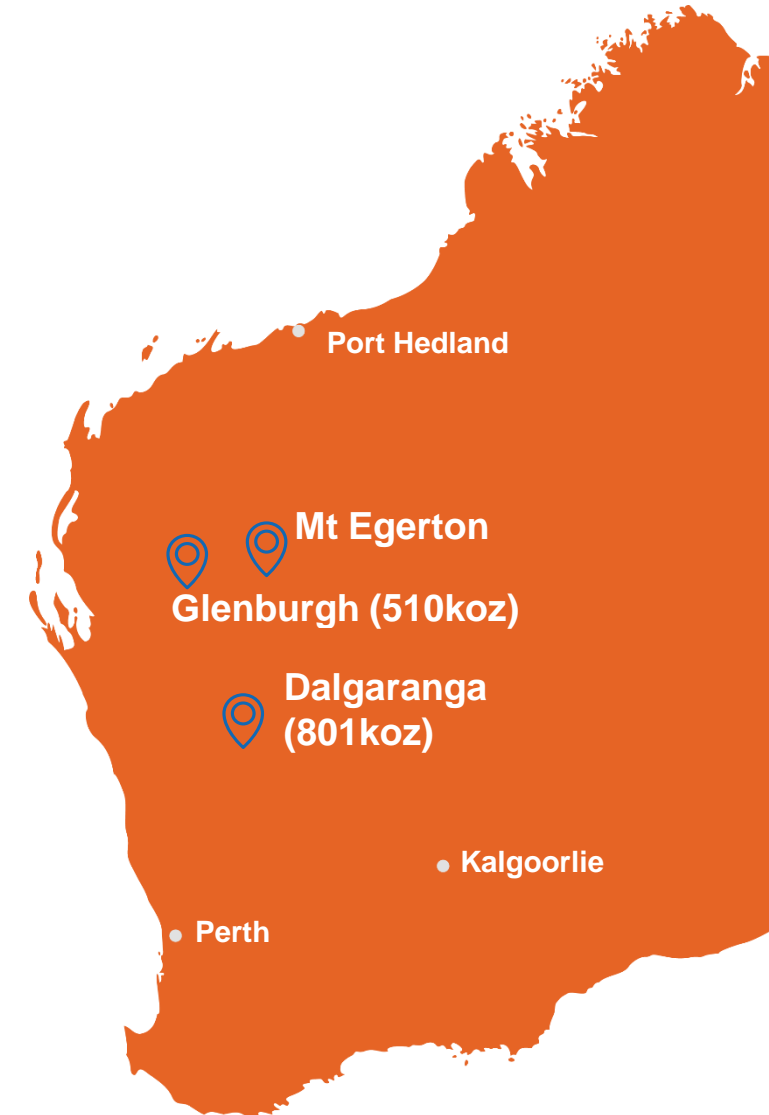 Port Hedland
Mt Egerton
Glenburgh (510koz)
Dalgaranga
(801koz)
Kalgoorlie
Perth